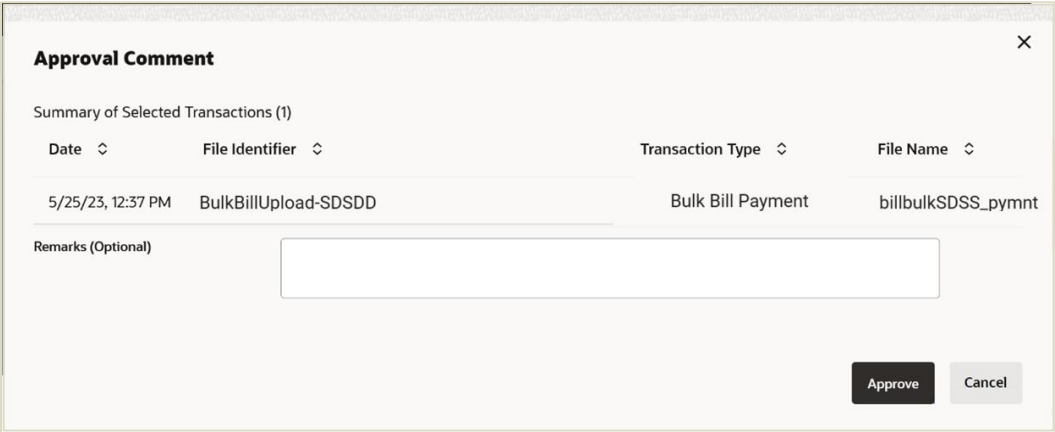 Approval Comment
Summary of Selected Transactions (1)
Date File Identifier Transaction Type File Name
5/25/23, 12:37 PM BulkBillUpload-SDSDD Bulk Bill Payment billbulkSDSS_pymnt
Remarks (Optional)
Approve Cancel